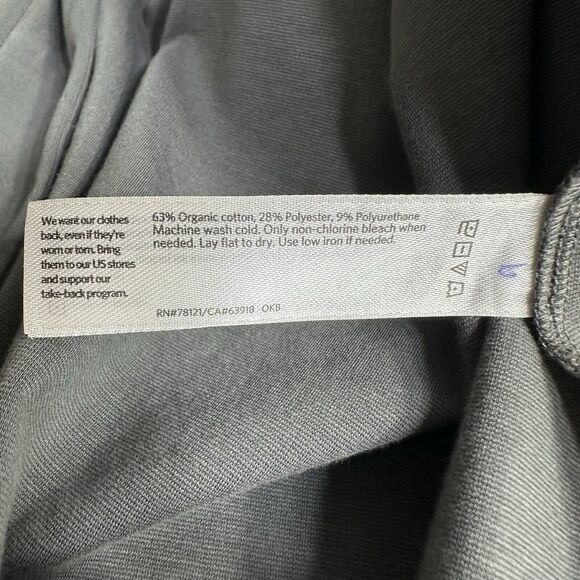 We want our clothes
back, even if they're
worn or torn. Bring
them to our US stores
and support our
take-back program.
63% Organic cotton, 28% Polyester, 9% Polyurethane
Machine wash cold. Only non-chlorine bleach when
needed. Lay flat to dry. Use low iron if needed.
RN#78121/CA#63918 OKB